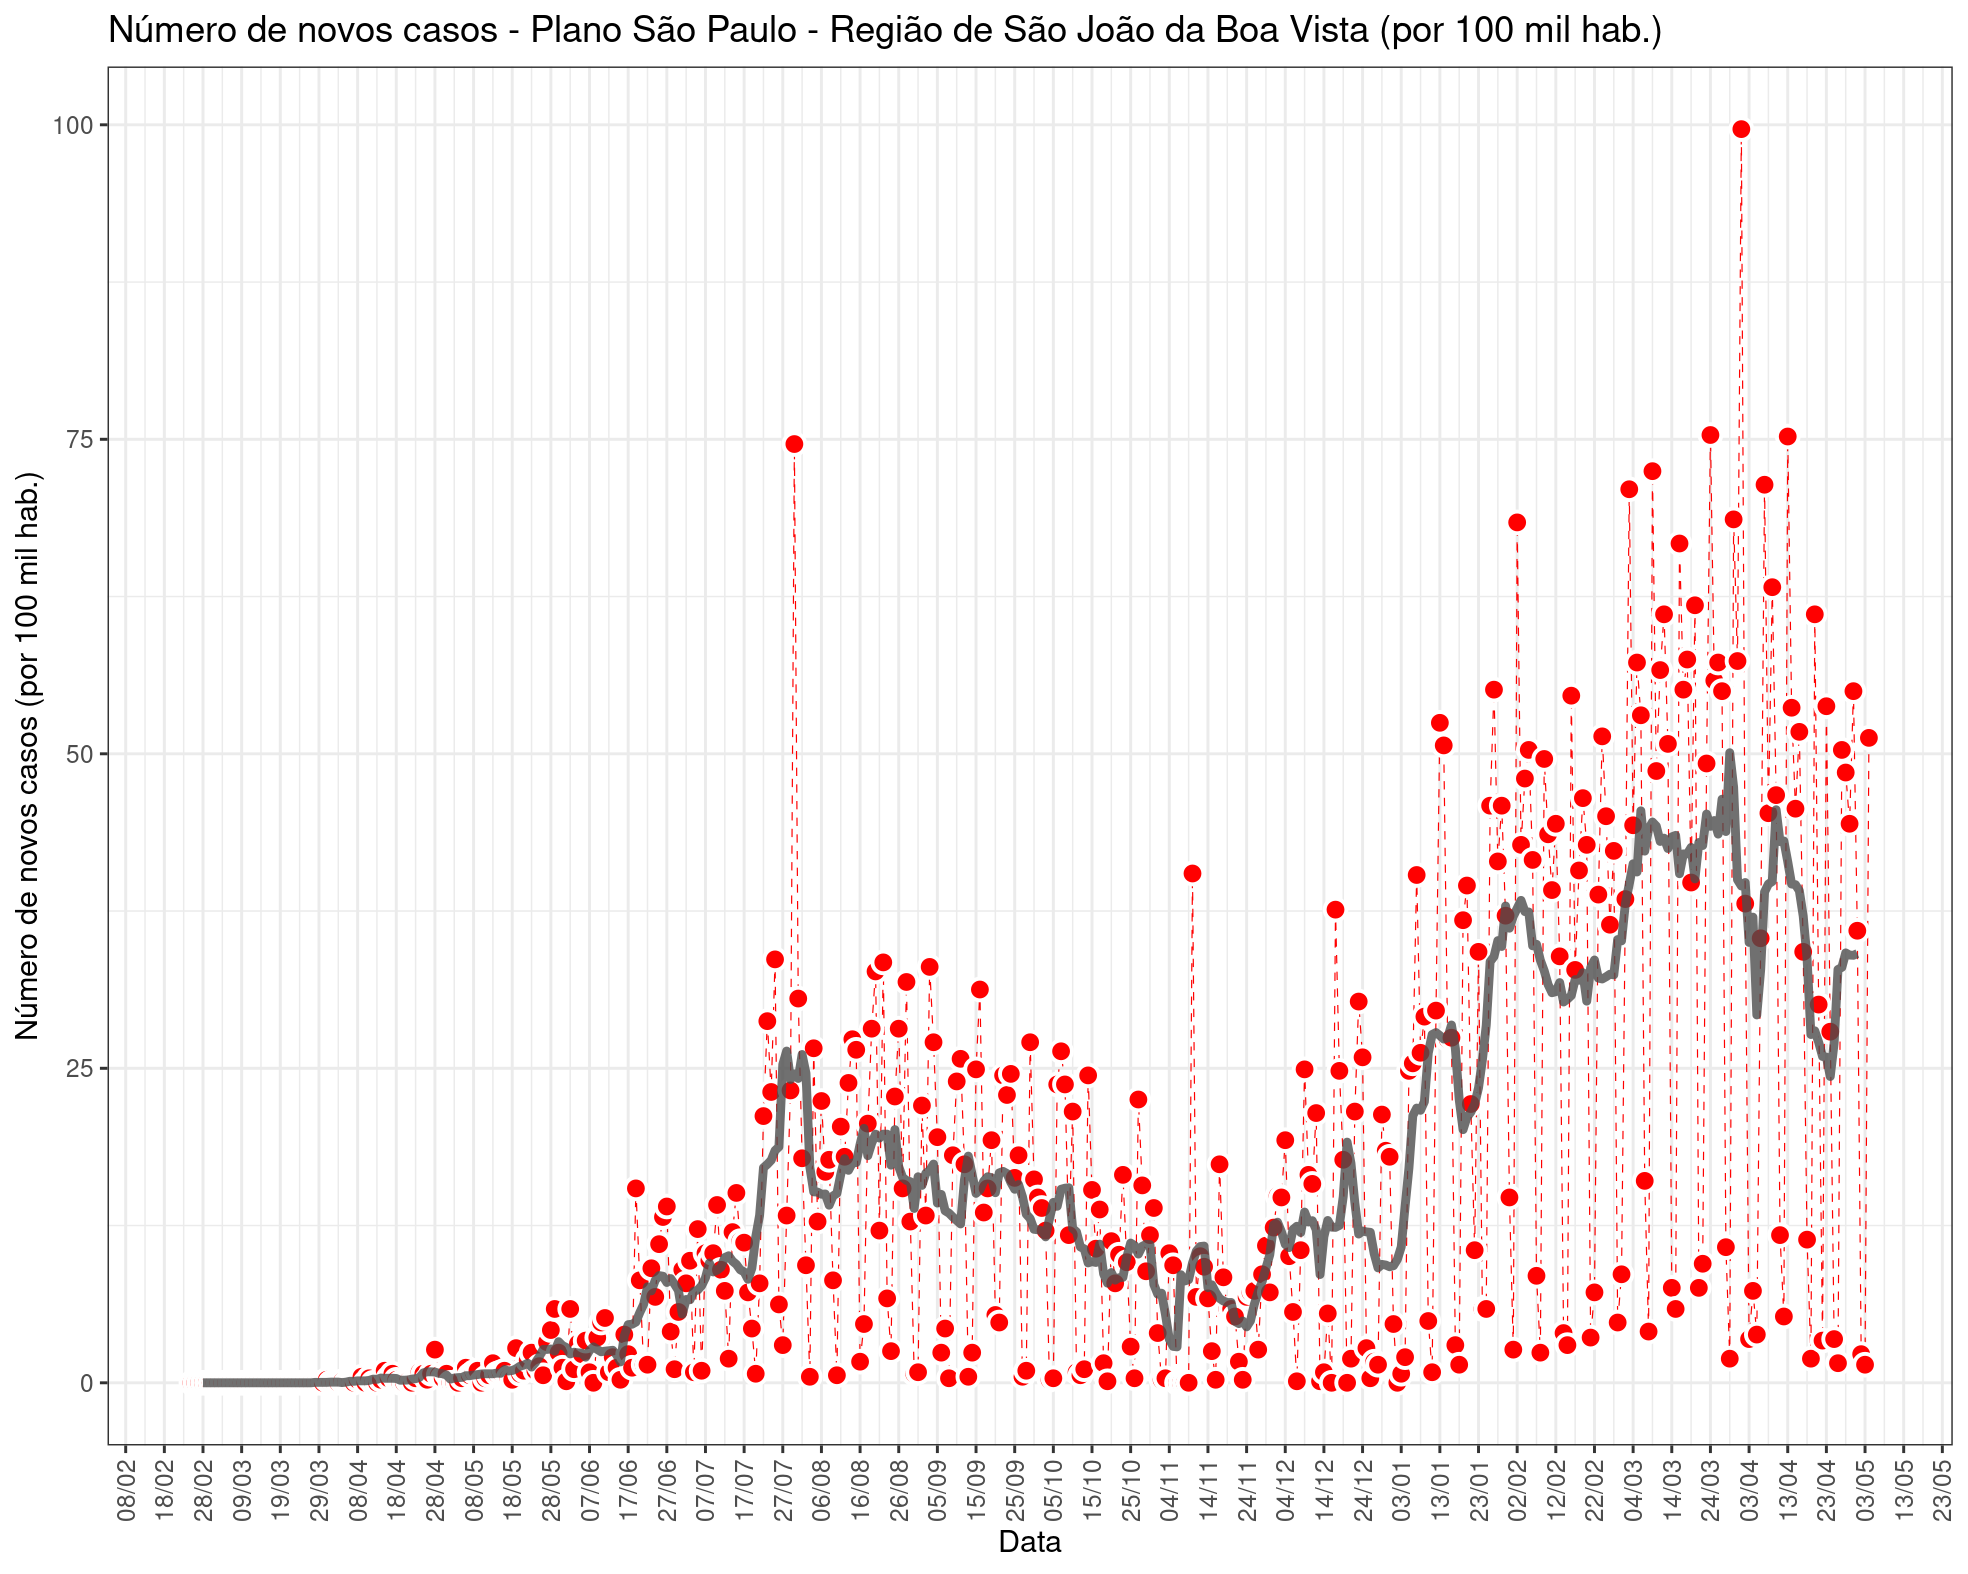 Número de novos casos - Plano São Paulo - Região de São João da Boa Vista (por 100 mil hab.)
Número de novos casos (por 100 mil hab.)
100
75
50
25
0
08/02 18/02 28/02 09/03 19/03 29/03 08/04 18/04 28/04 08/05 18/05 28/05 07/06 17/06 27/06 07/07 17/07 27/07 06/08 16/08 26/08 05/09 15/09 25/09 05/10 15/10 25/10 04/11 14/11 24/11 04/12 14/12 24/12 03/01 13/01 23/01 02/02 12/02 22/02 04/03 14/03 24/03 03/04 13/04 23/04 03/05 13/05 23/05
Data